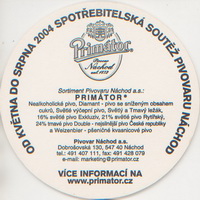 OD KVĚTNA DO SRPNA 2004 SPOTŘEBITELSKÁ SOUTĚŽ PIVOVARU NÁCHOD
Primátor
Náchod
Sortiment Pivovaru Náchod a.s.:
PRIMÁTOR®
Nealkoholické pivo, Diamant - pivo se sníženým obsahem
cukrů, Světlé výčepní pivo, Světlý a Tmavý ležák,
16% světlé pivo Exkluziv, 21% světlé pivo Rytířský,
24% tmavé pivo Double - nejsilnější pivo České republiky
a Weizenbier - pšeničné kvasnicové pivo
Pivovar Náchod a.s.
Dobrošovská 130, 547 40 Náchod
tel.: 491 407 111, fax: 491 428 079
e-mail: marketing@primator.cz
VÍCE INFORMACÍ NA
www.primator.cz